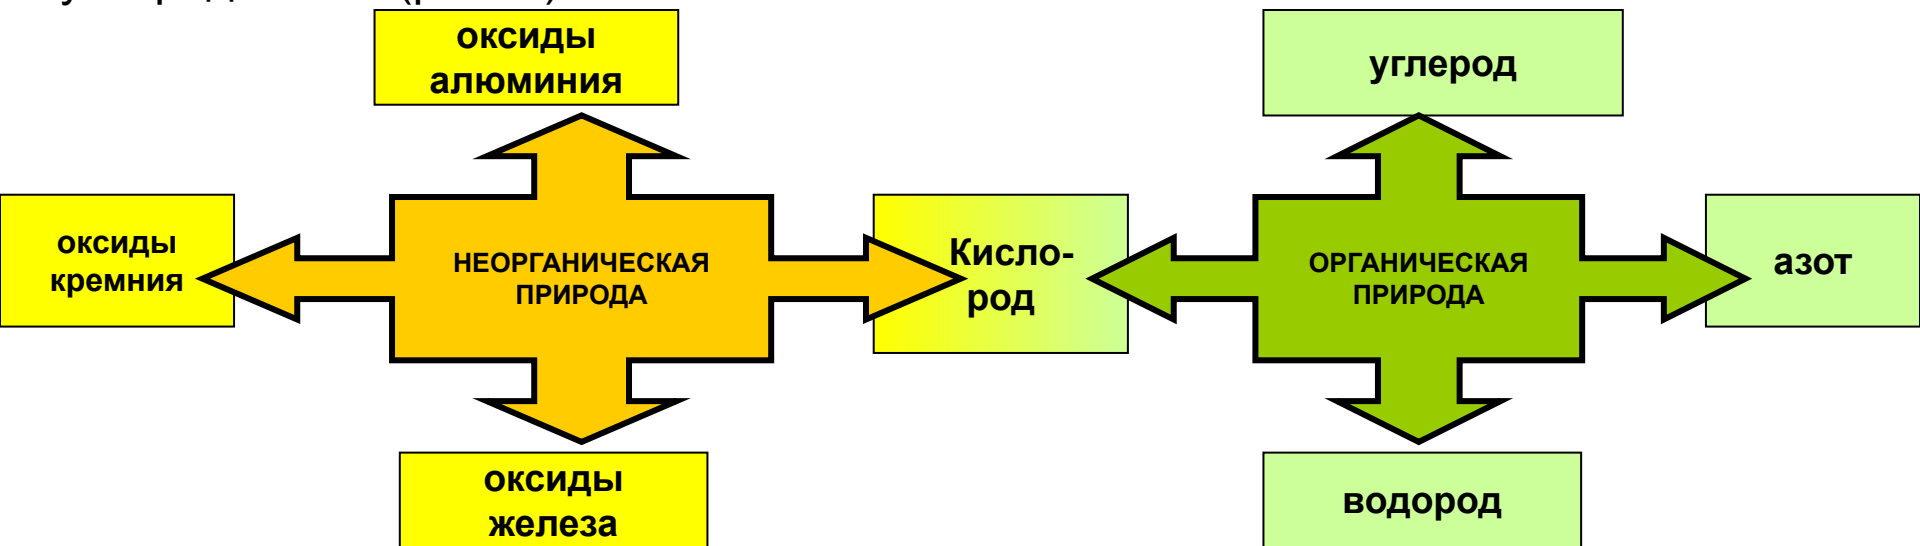 оксиды
алюминия
углерод
оксиды
кремния
НЕОРГАНИЧЕСКАЯ
ПРИРОДА
Кисло-
род
ОРГАНИЧЕСКАЯ
ПРИРОДА
азот
оксиды
железа
водород